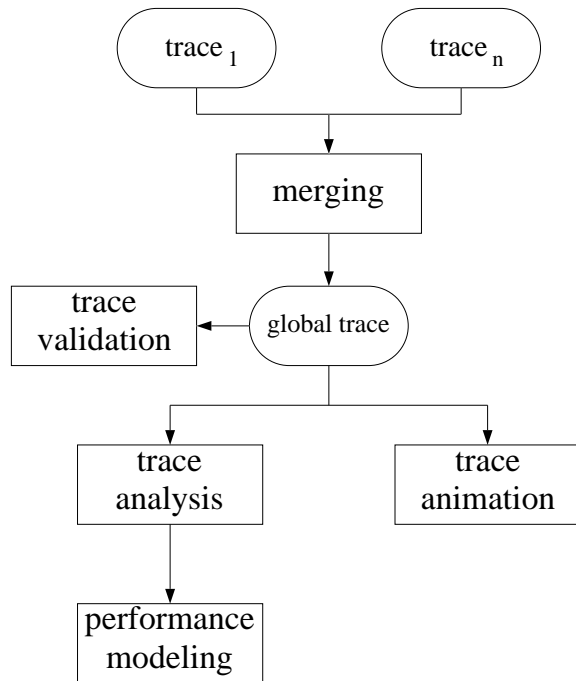 trace 1
trace n
merging
trace
validation
global trace
trace
analysis
trace
animation
performance
modeling